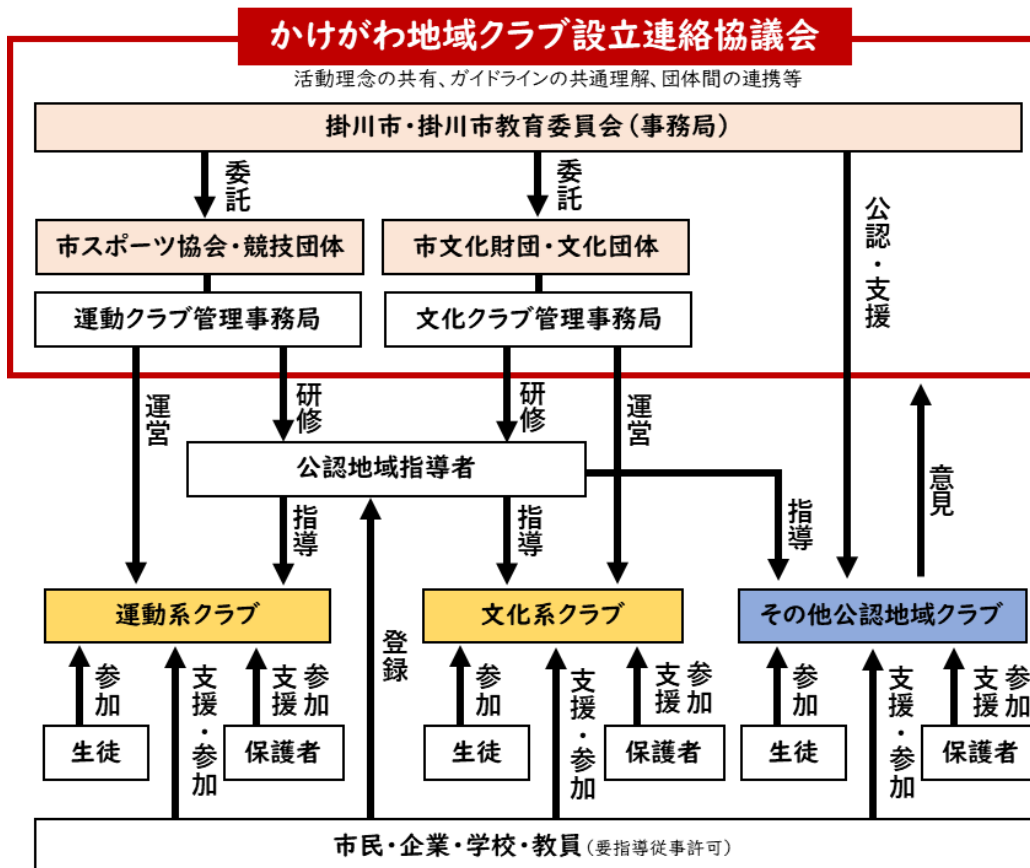 かけがわ地域クラブ設立連絡協議会
活動理念の共有、ガイドラインの共通理解、団体間の連携等
掛川市・掛川市教育委員会(事務局)
委託
委託
公認・支援
市スポーツ協会・競技団体
市文化財団・文化団体
運動クラブ管理事務局
文化クラブ管理事務局
運営
研修
研修
運営
意見
公認地域指導者
指導
指導
指導
運動系クラブ
文化系クラブ
その他公認地域クラブ
参加
支援・参加
参加
支援
登録
参加
支援・参加
参加
支援
参加
支援・参加
参加
支援
生徒
保護者
生徒
保護者
生徒
保護者
市民・企業・学校・教員(要指導従事許可)